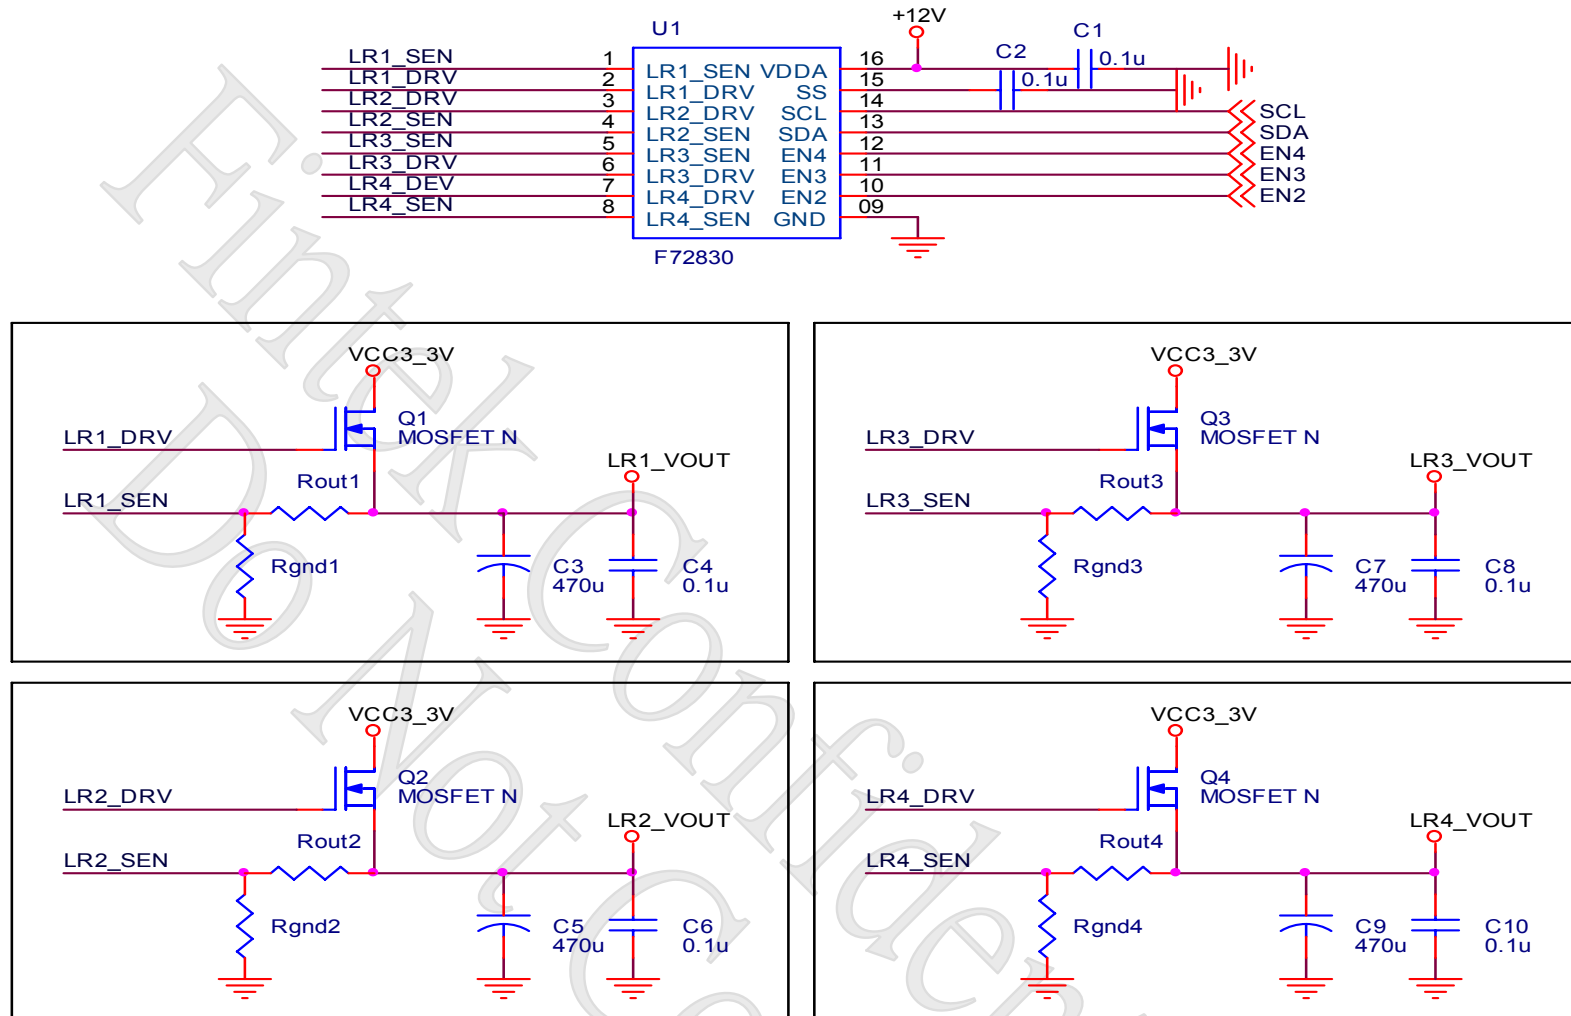 +12V
U1
C1
C2
0.1u
0.1u
LR1_SEN 1 LR1_SEN VDDA 16
LR1_DRV 2 LR1_DRV SS 15
LR2_DRV 3 LR2_DRV SCL 14 SCL
LR2_SEN 4 LR2_SEN SDA 13 SDA
LR3_SEN 5 LR3_SEN EN4 12 EN4
LR3_DRV 6 LR3_DRV EN3 11 EN3
LR4_DEV 7 LR4_DRV EN2 10 EN2
LR4_SEN 8 LR4_SEN GND 09
F72830
VCC3_3V
Q1
MOSFET N
LR1_DRV
LR1_VOUT
Rout1
LR1_SEN
Rgnd1
C3
470u
C4
0.1u
VCC3_3V
Q3
MOSFET N
LR3_DRV
LR3_VOUT
Rout3
LR3_SEN
Rgnd3
C7
470u
C8
0.1u
VCC3_3V
Q2
MOSFET N
LR2_DRV
LR2_VOUT
Rout2
LR2_SEN
Rgnd2
C5
470u
C6
0.1u
VCC3_3V
Q4
MOSFET N
LR4_DRV
LR4_VOUT
Rout4
LR4_SEN
Rgnd4
C9
470u
C10
0.1u
Fintek Confiden
Do Not Co